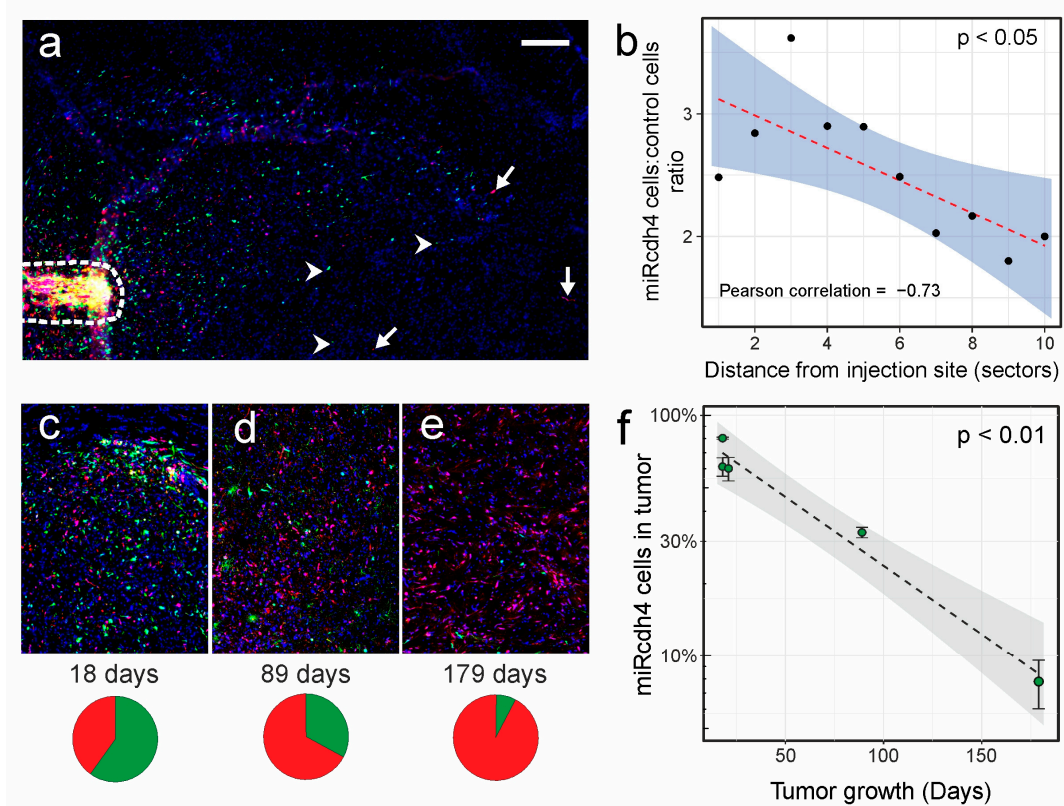 a
b
p < 0.05
miRcdh4 cells:control cells
ratio
3
2
Pearson correlation = −0.73
2
4
6
8
10
Distance from injection site (sectors)
c
d
e
18 days
89 days
179 days
f
p < 0.01
miRcdh4 cells in tumor
100%
30%
10%
50
100
150
Tumor growth (Days)